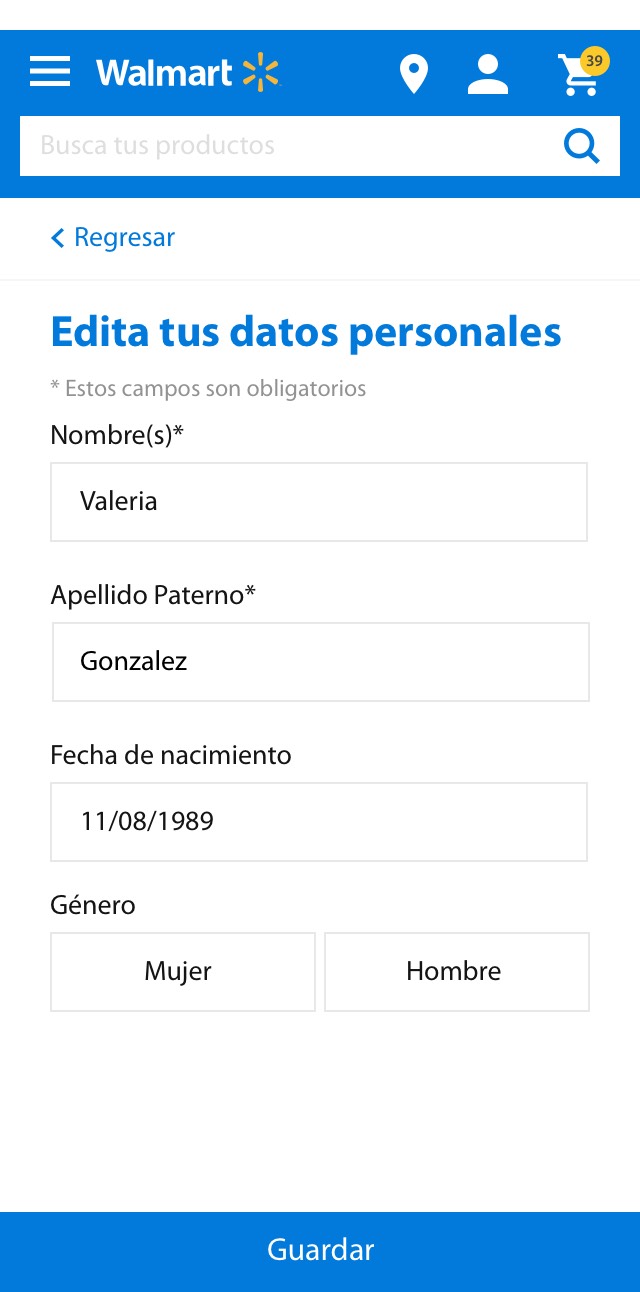 Walmart
39
Busca tus productos
Regresar
Edita tus datos personales
* Estos campos son obligatorios
Nombre(s)*
Valeria
Apellido Paterno*
Gonzalez
Fecha de nacimiento
11/08/1989
Género
Mujer Hombre
Guardar